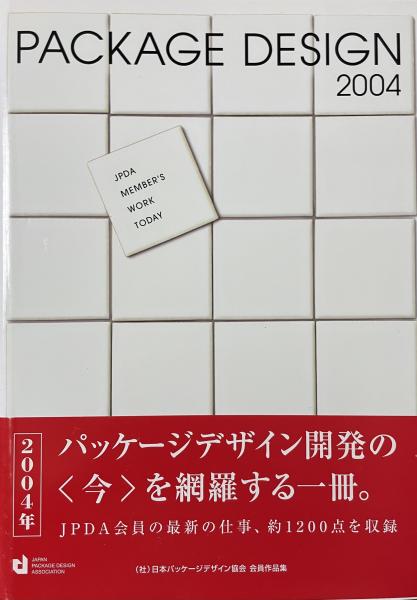 PACKAGE DESIGN
2004
JPDA
MEMBER'S
WORK
TODAY
2004年
パッケージデザイン開発の
〈今〉を網羅する一冊。
JPDA会員の最新の仕事、約1200点を収録
JAPAN
PACKAGE DESIGN
ASSOCIATION
(社)日本パッケージデザイン協会 会員作品集